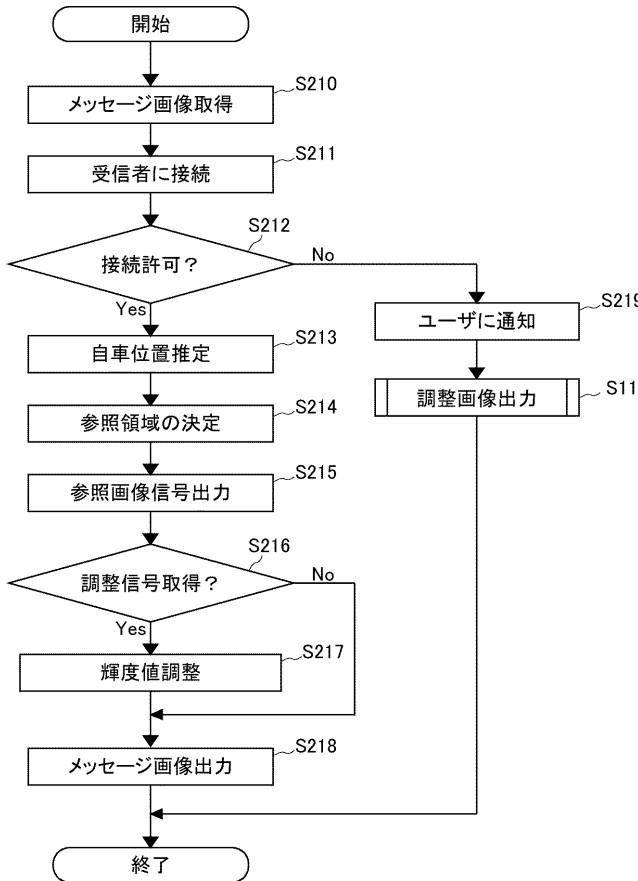 開始
メッセージ画像取得
S210
受信者に接続
S211
接続許可？
S212
No
Yes
自車位置推定
S213
参照領域の決定
S214
参照画像信号出力
S215
調整信号取得？
S216
No
Yes
輝度値調整
S217
メッセージ画像出力
S218
ユーザに通知
S219
調整画像出力
S11
終了